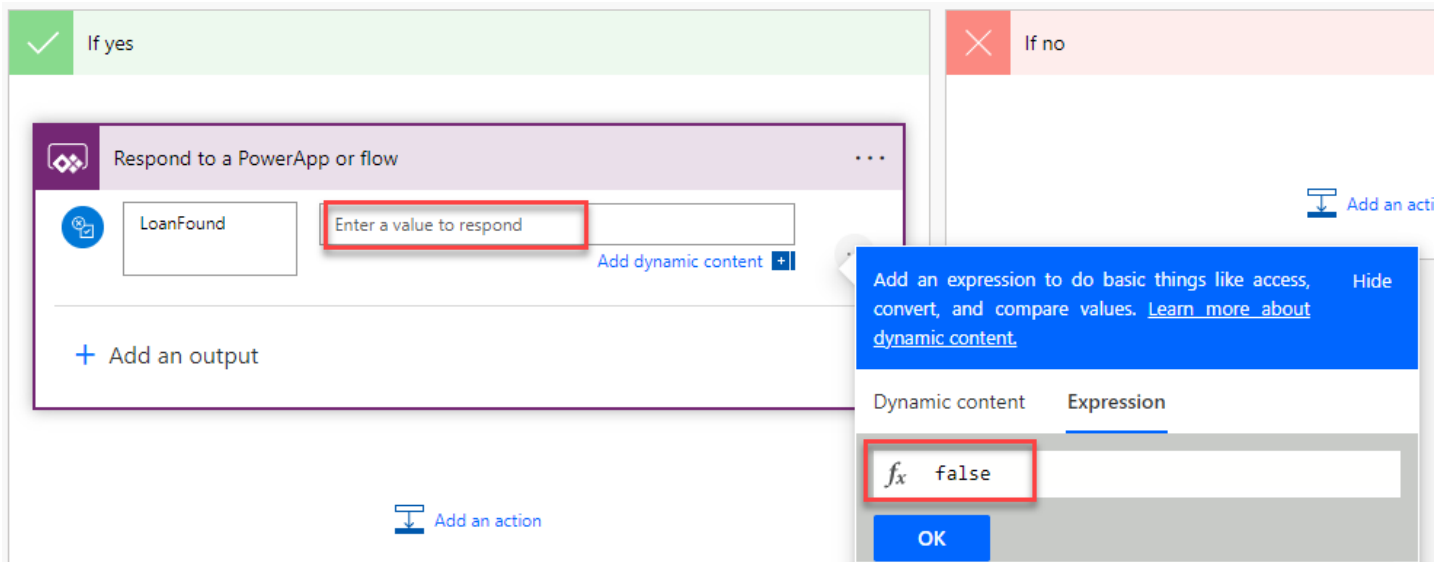 If yes
If no
Respond to a PowerApp or flow
LoanFound
Enter a value to respond
Add dynamic content
Add an output
Add an action
Add an acti
Add an expression to do basic things like access,
convert, and compare values. Learn more about
dynamic content.
Hide
Dynamic content
Expression
fx false
OK